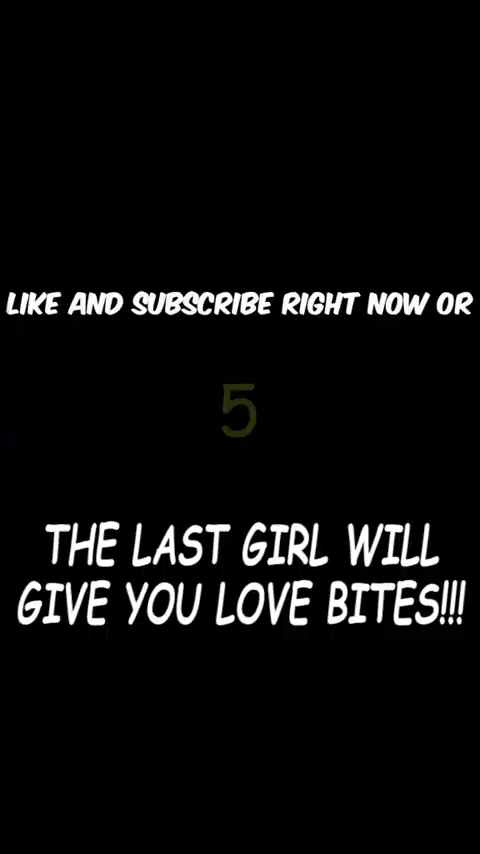 LIKE AND SUBSCRIBE RIGHT NOW OR
5
THE LAST GIRL WILL
GIVE YOU LOVE BITES!!!